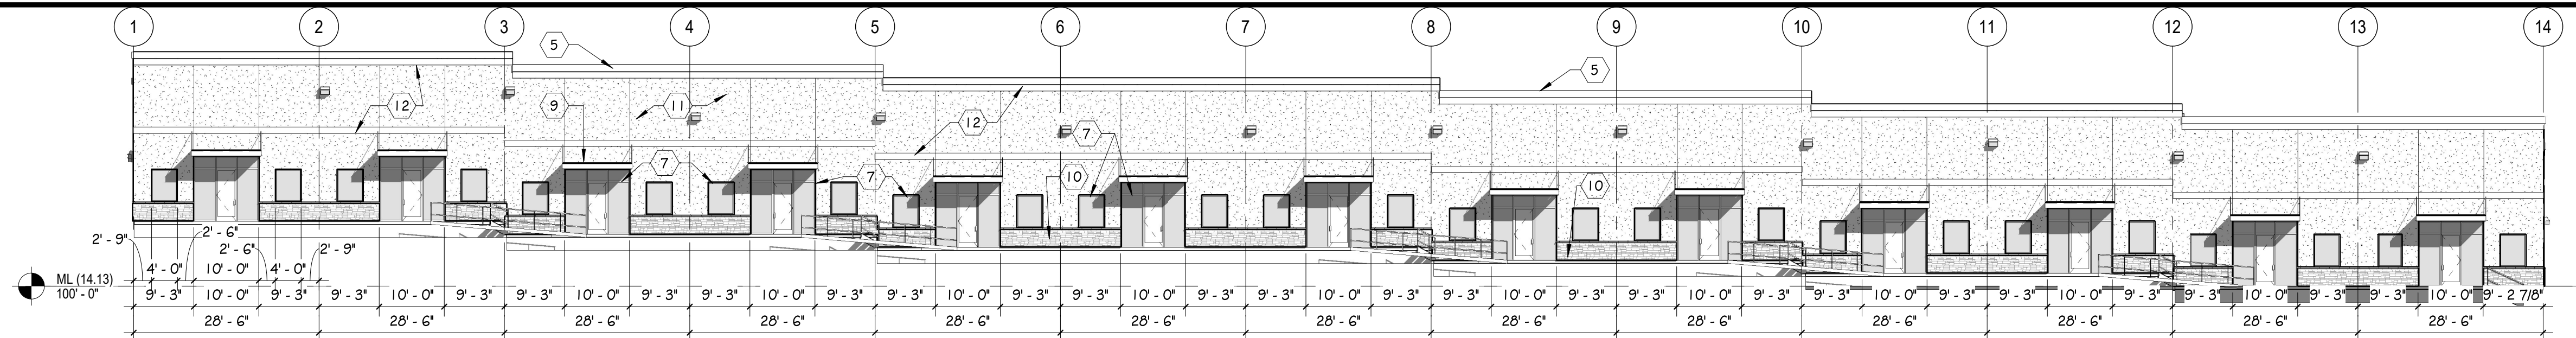 1 2 3 4 5 6 7 8 9 10 11 12 13 14
5
5
12 9 11 12 7
7 7 10 10
2' - 9" 2' - 6" 2' - 6" 2' - 9"
4' - 0" 10' - 0" 4' - 0"
ML (14.13)
100' - 0"
9' - 3" 10' - 0" 9' - 3" 9' - 3" 10' - 0" 9' - 3" 9' - 3" 10' - 0" 9' - 3" 9' - 3" 10' - 0" 9' - 3" 9' - 3" 10' - 0" 9' - 3" 9' - 3" 10' - 0" 9' - 3" 9' - 3" 10' - 0" 9' - 3" 9' - 3" 10' - 0" 9' - 3" 9' - 3" 10' - 0" 9' - 3" 9' - 3" 10' - 0" 9' - 3" 9' - 3" 10' - 0" 9' - 3" 9' - 3" 10' - 0" 9' - 3" 9' - 3" 10' - 0" 9' - 2 7/8"
28' - 6" 28' - 6" 28' - 6" 28' - 6" 28' - 6" 28' - 6" 28' - 6" 28' - 6" 28' - 6" 28' - 6" 28' - 6" 28' - 6" 28' - 6"